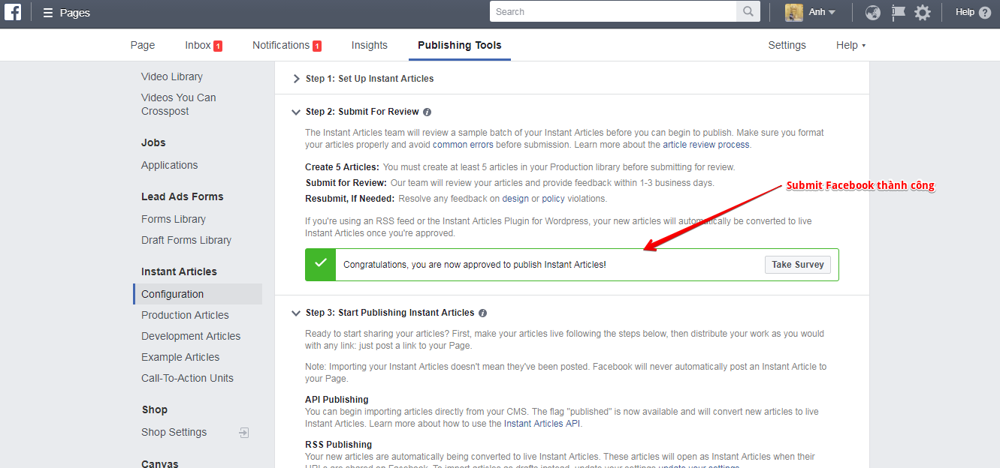 Pages
Search
Anh
Help
Page
Inbox 1
Notifications 1
Insights
Publishing Tools
Settings
Help
Video Library
Videos You Can
Crosspost
Jobs
Applications
Lead Ads Forms
Forms Library
Draft Forms Library
Instant Articles
Configuration
Production Articles
Development Articles
Example Articles
Call-To-Action Units
Shop
Shop Settings
Canvas
Step 1: Set Up Instant Articles
Step 2: Submit For Review
The Instant Articles team will review a sample batch of your Instant Articles before you can begin to publish. Make sure you format
your articles properly and avoid common errors before submission. Learn more about the article review process.
Create 5 Articles: You must create at least 5 articles in your Production library before submitting for review.
Submit for Review: Our team will review your articles and provide feedback within 1-3 business days.
Resubmit, If Needed: Resolve any feedback on design or policy violations.
Submit Facebook thành công
If you're using an RSS feed or the Instant Articles Plugin for Wordpress, your new articles will automatically be converted to live
Instant Articles once you're approved.
Congratulations, you are now approved to publish Instant Articles!
Take Survey
Step 3: Start Publishing Instant Articles
Ready to start sharing your articles? First, make your articles live following the steps below, then distribute your work as you would
with any link: just post a link to your Page.
Note: Importing your Instant Articles doesn't mean they've been posted. Facebook will never automatically post an Instant Article to
your Page.
API Publishing
You can begin importing articles directly from your CMS. The flag "published" is now available and will convert new articles to live
Instant Articles. Learn more about how to use the Instant Articles API.
RSS Publishing
Your new articles are automatically being converted to live Instant Articles. These articles will open as Instant Articles when their
URLs are shared on Facebook. To import articles as drafts instead, update your settings update your settings.